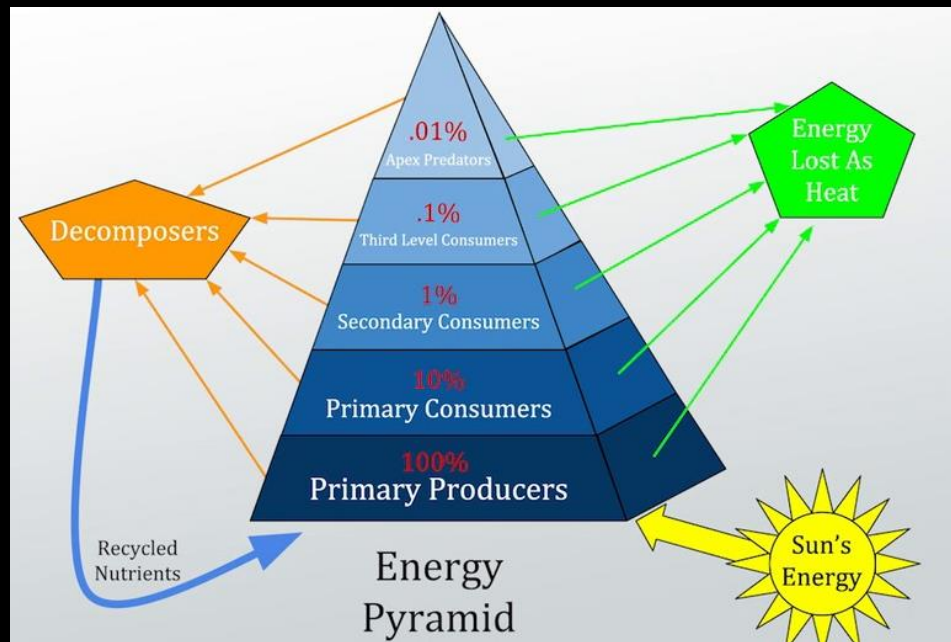 .01%
Apex Predators
.1%
Third Level Consumers
1%
Secondary Consumers
10%
Primary Consumers
100%
Primary Producers
Decomposers
Energy
Lost As
Heat
Recycled
Nutrients
Sun's
Energy
Energy
Pyramid